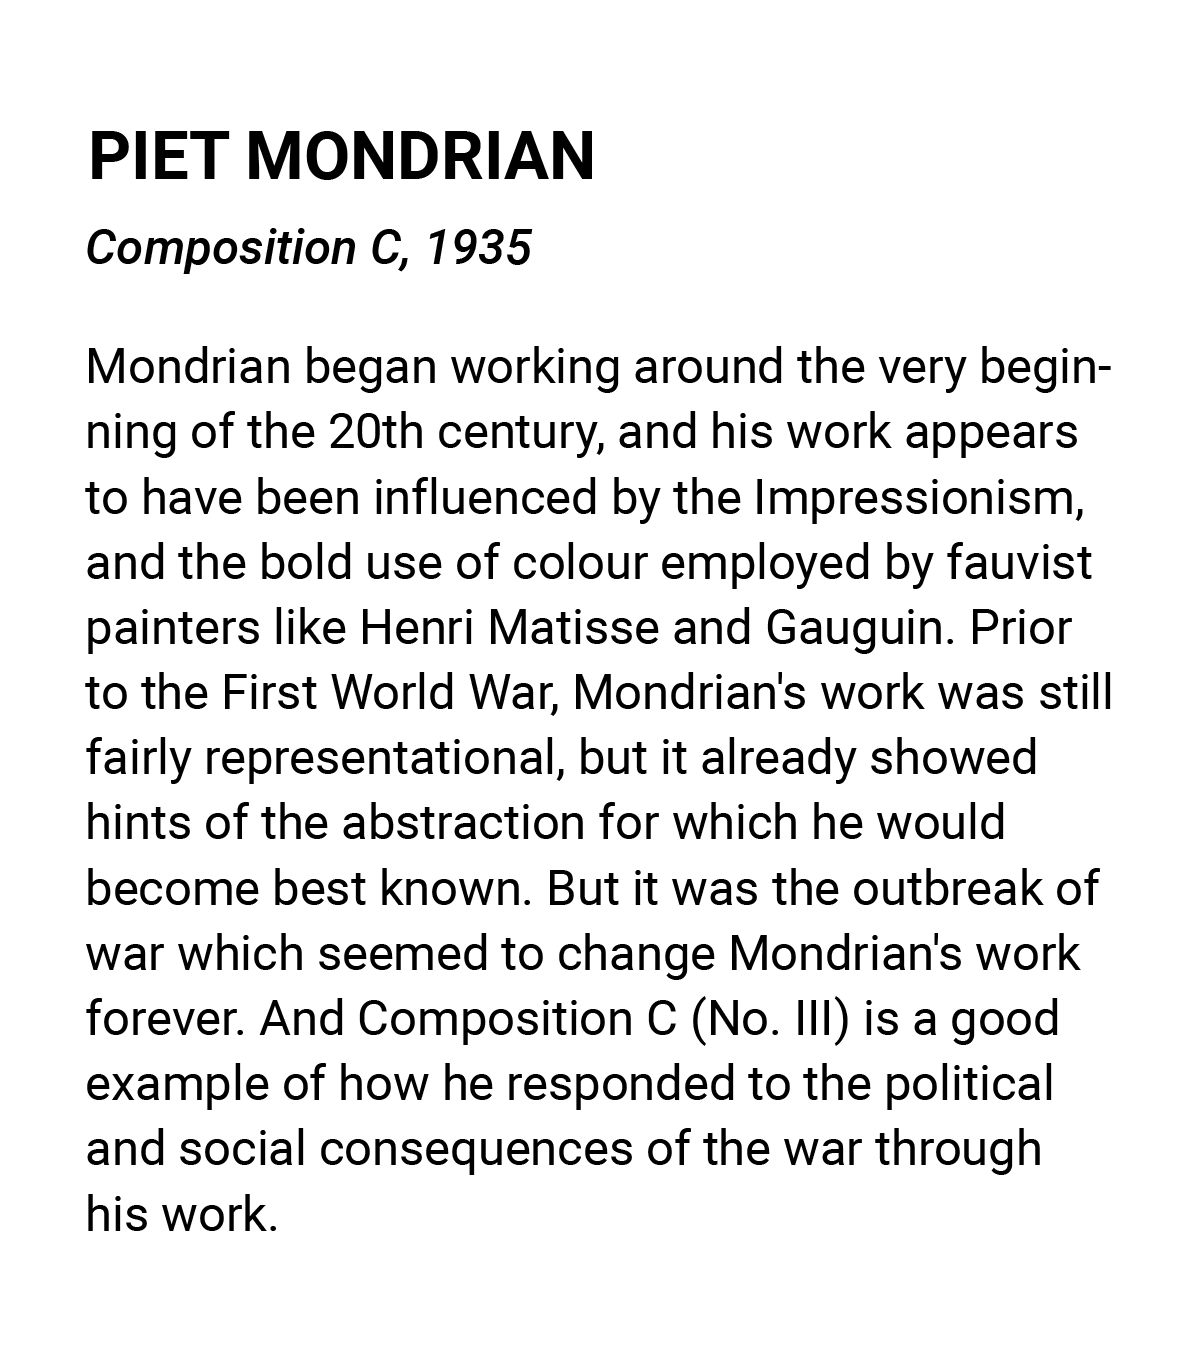 PIET MONDRIAN
Composition C, 1935
Mondrian began working around the very begin-
ning of the 20th century, and his work appears
to have been influenced by the Impressionism,
and the bold use of colour employed by fauvist
painters like Henri Matisse and Gauguin. Prior
to the First World War, Mondrian's work was still
fairly representational, but it already showed
hints of the abstraction for which he would
become best known. But it was the outbreak of
war which seemed to change Mondrian's work
forever. And Composition C (No. III) is a good
example of how he responded to the political
and social consequences of the war through
his work.